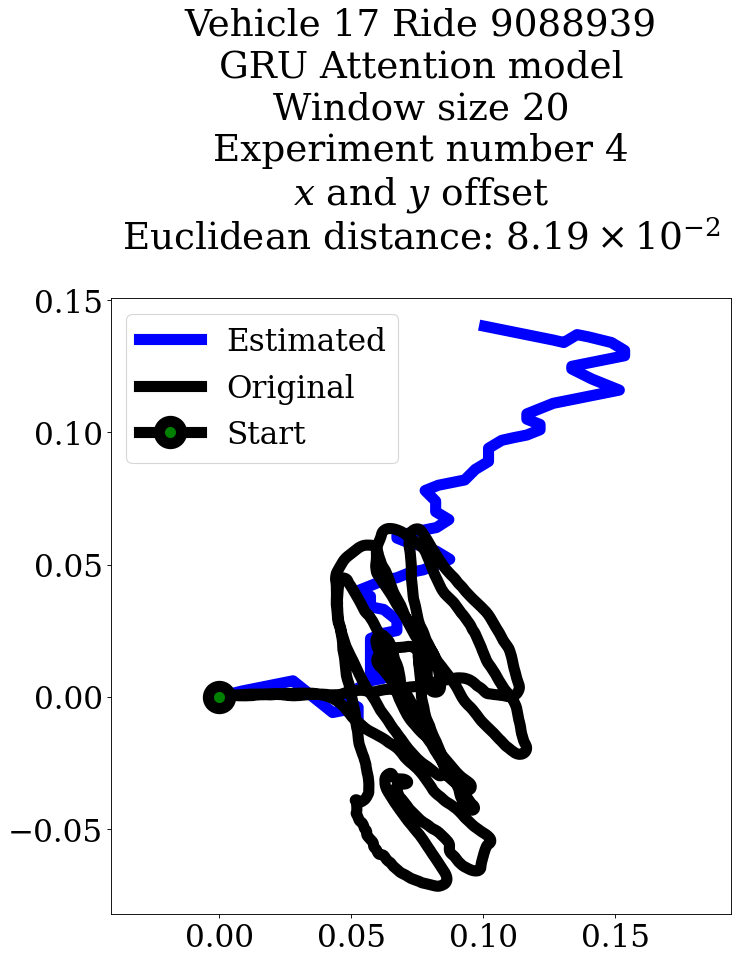 Vehicle 17 Ride 9088939
GRU Attention model
Window size 20
Experiment number 4
x and y offset
Euclidean distance: 8.19 × 10⁻²
0.15
0.10
0.05
0.00
−0.05
Estimated
Original
Start
0.00 0.05 0.10 0.15